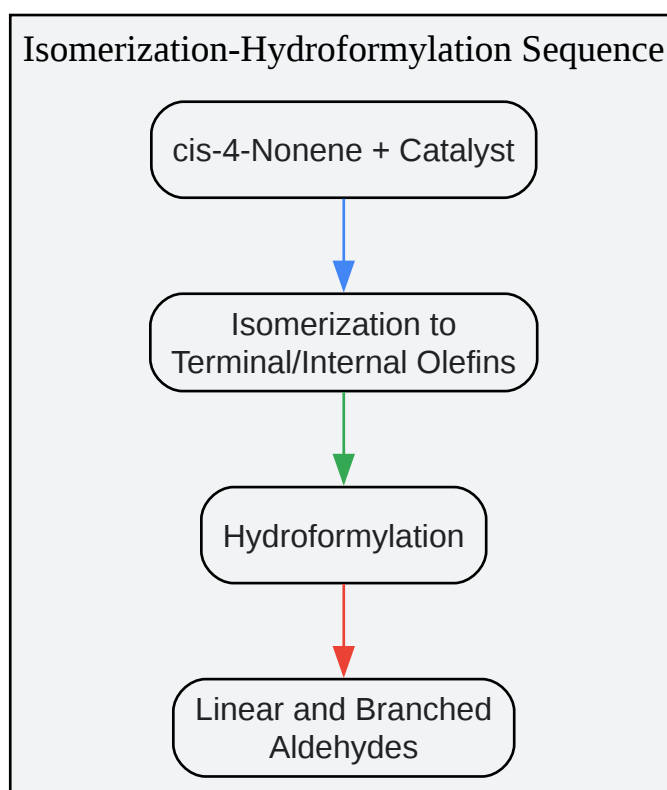 Isomerization-Hydroformylation Sequence
cis-4-Nonene + Catalyst
Isomerization to
Terminal/Internal Olefins
Hydroformylation
Linear and Branched
Aldehydes